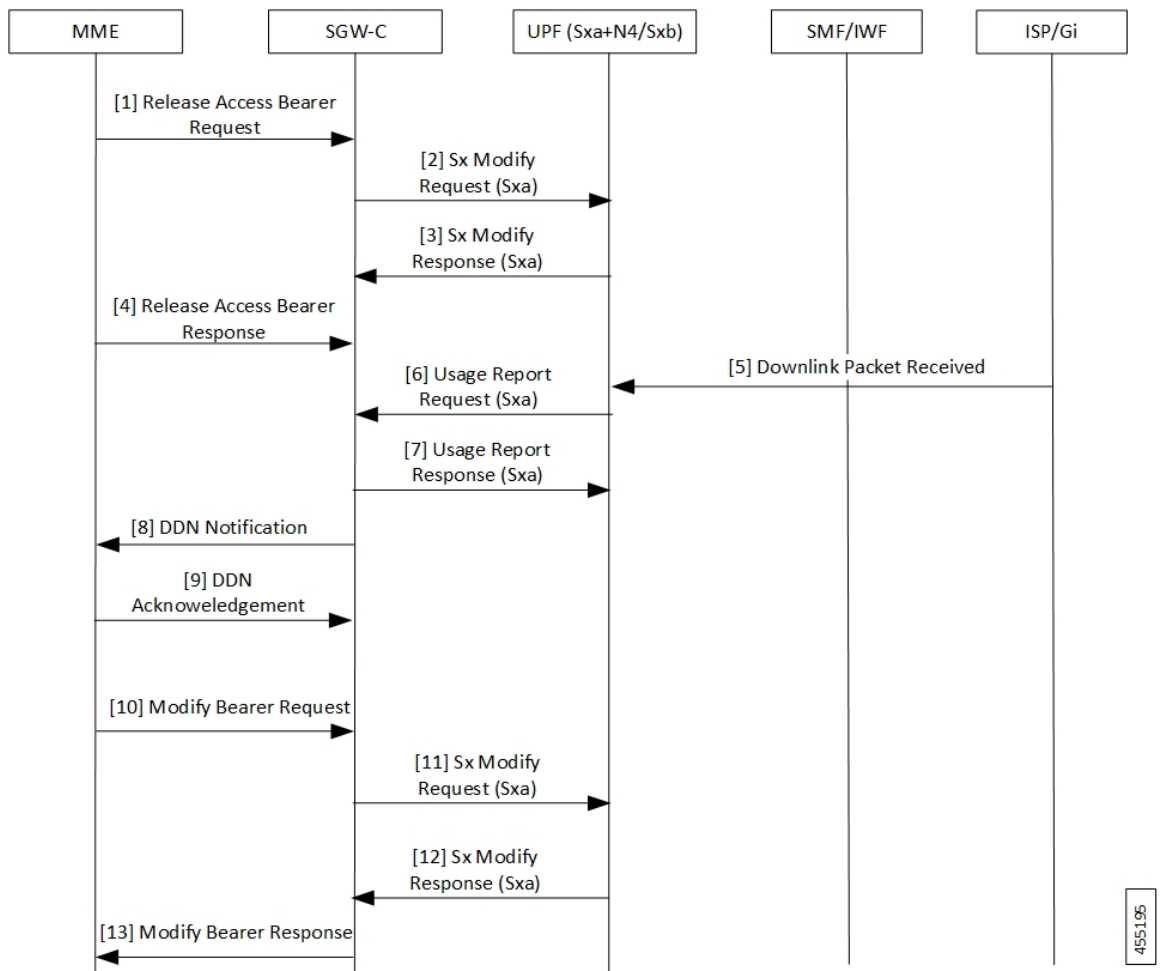 MME
SGW-C
UPF (Sxa+N4/Sxb)
SMF/IWF
ISP/Gi
[1] Release Access Bearer
Request
[2] Sx Modify
Request (Sxa)
[3] Sx Modify
Response (Sxa)
[4] Release Access Bearer
Response
[5] Downlink Packet Received
[6] Usage Report
Request (Sxa)
[7] Usage Report
Response (Sxa)
[8] DDN Notification
[9] DDN
Acknoweledgement
[10] Modify Bearer Request
[11] Sx Modify
Request (Sxa)
[12] Sx Modify
Response (Sxa)
[13] Modify Bearer Response
455195